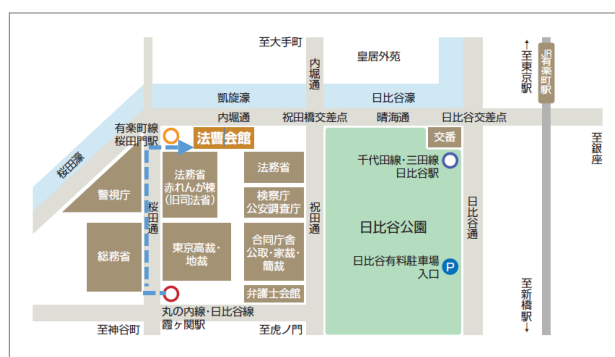 至大手町
皇居外苑
内堀通
←至東京駅
JR有楽町駅
凱旋濠
日比谷濠
内堀通
祝田橋交差点
晴海通
日比谷交差点
有楽町線
桜田門駅
法曹会館
交番
至銀座
桜田濠
千代田線・三田線
日比谷駅
法務省
赤れんが棟
(旧司法省)
法務省
警視庁
検察庁
公安調査庁
桜田通
祝田通
日比谷公園
日比谷通
総務省
東京高裁・
地裁
合同庁舎
公取・家裁・
簡裁
日比谷有料駐車場
入口
P
弁護士会館
至新橋駅→
丸の内線・日比谷線
霞ヶ関駅
至神谷町
至虎ノ門